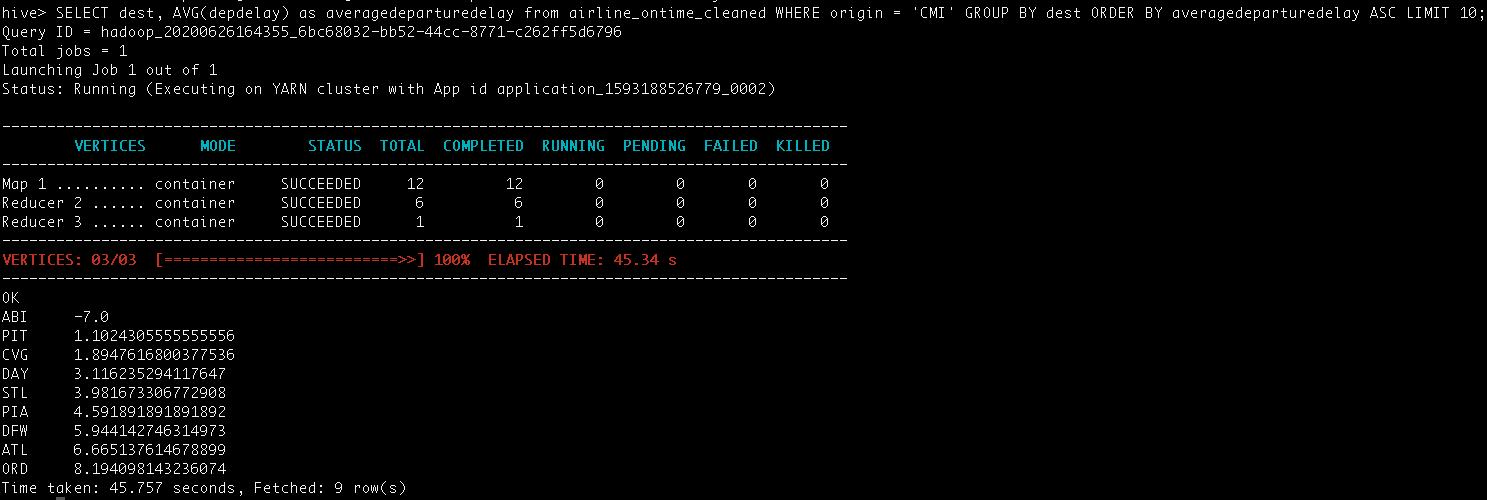 hive> SELECT dest, AVG(depdelay) as averagedeparturedelay from airline_ontime_cleaned WHERE origin = 'CMI' GROUP BY dest ORDER BY averagedeparturedelay ASC LIMIT 10;
Query ID = hadoop_20200626164355_6bc68032-bb52-44cc-8771-c262ff5d6796
Total jobs = 1
Launching Job 1 out of 1
Status: Running (Executing on YARN cluster with App id application_1593188526779_0002)
----------------------------------------------------------------------------------------------
VERTICES MODE STATUS TOTAL COMPLETED RUNNING PENDING FAILED KILLED
----------------------------------------------------------------------------------------------
Map 1 .......... container SUCCEEDED 12 12 0 0 0 0
Reducer 2 ...... container SUCCEEDED 6 6 0 0 0 0
Reducer 3 ...... container SUCCEEDED 1 1 0 0 0 0
----------------------------------------------------------------------------------------------
VERTICES: 03/03 [==========================>>] 100% ELAPSED TIME: 45.34 s
----------------------------------------------------------------------------------------------
OK
ABI -7.0
PIT 1.1024305555555556
CVG 1.8947616800377536
DAY 3.116235294117647
STL 3.981673306772908
PIA 4.591891891891892
DFW 5.944142746314973
ATL 6.665137614678899
ORD 8.194098143236074
Time taken: 45.757 seconds, Fetched: 9 row(s)